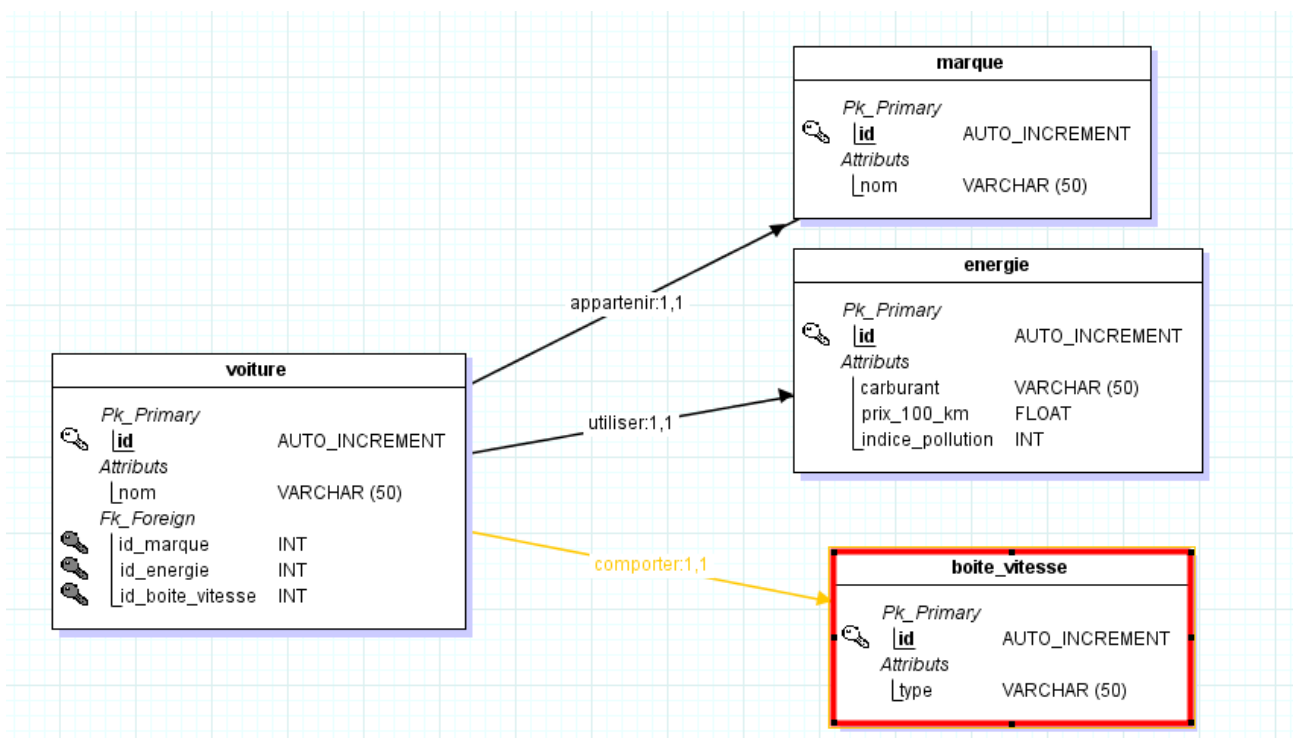 marque
Pk_Primary
id AUTO_INCREMENT
Attributs
nom VARCHAR (50)
energie
Pk_Primary
id AUTO_INCREMENT
Attributs
carburant VARCHAR (50)
prix_100_km FLOAT
indice_pollution INT
appartenir:1,1
utiliser:1,1
comporter:1,1
voiture
Pk_Primary
id AUTO_INCREMENT
Attributs
nom VARCHAR (50)
Fk_Foreign
id_marque INT
id_energie INT
id_boite_vitesse INT
boite_vitesse
Pk_Primary
id AUTO_INCREMENT
Attributs
type VARCHAR (50)